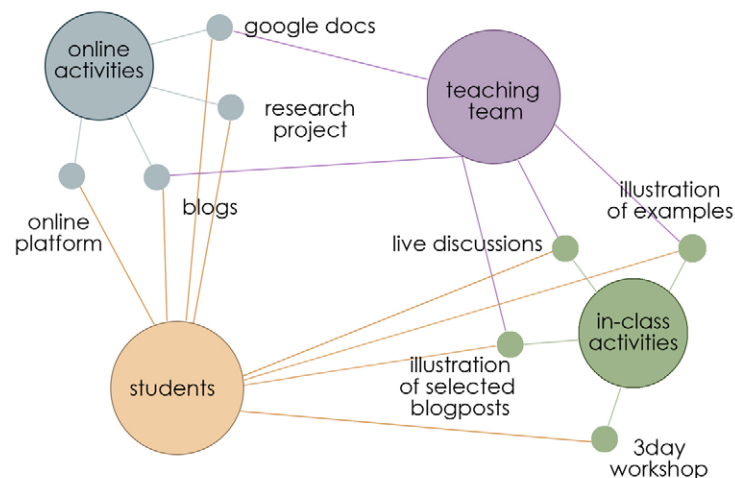 google docs
online
activities
teaching
team
research
project
illustration
of examples
blogs
online
platform
live discussions
in-class
activities
students
illustration
of selected
blogposts
3day
workshop